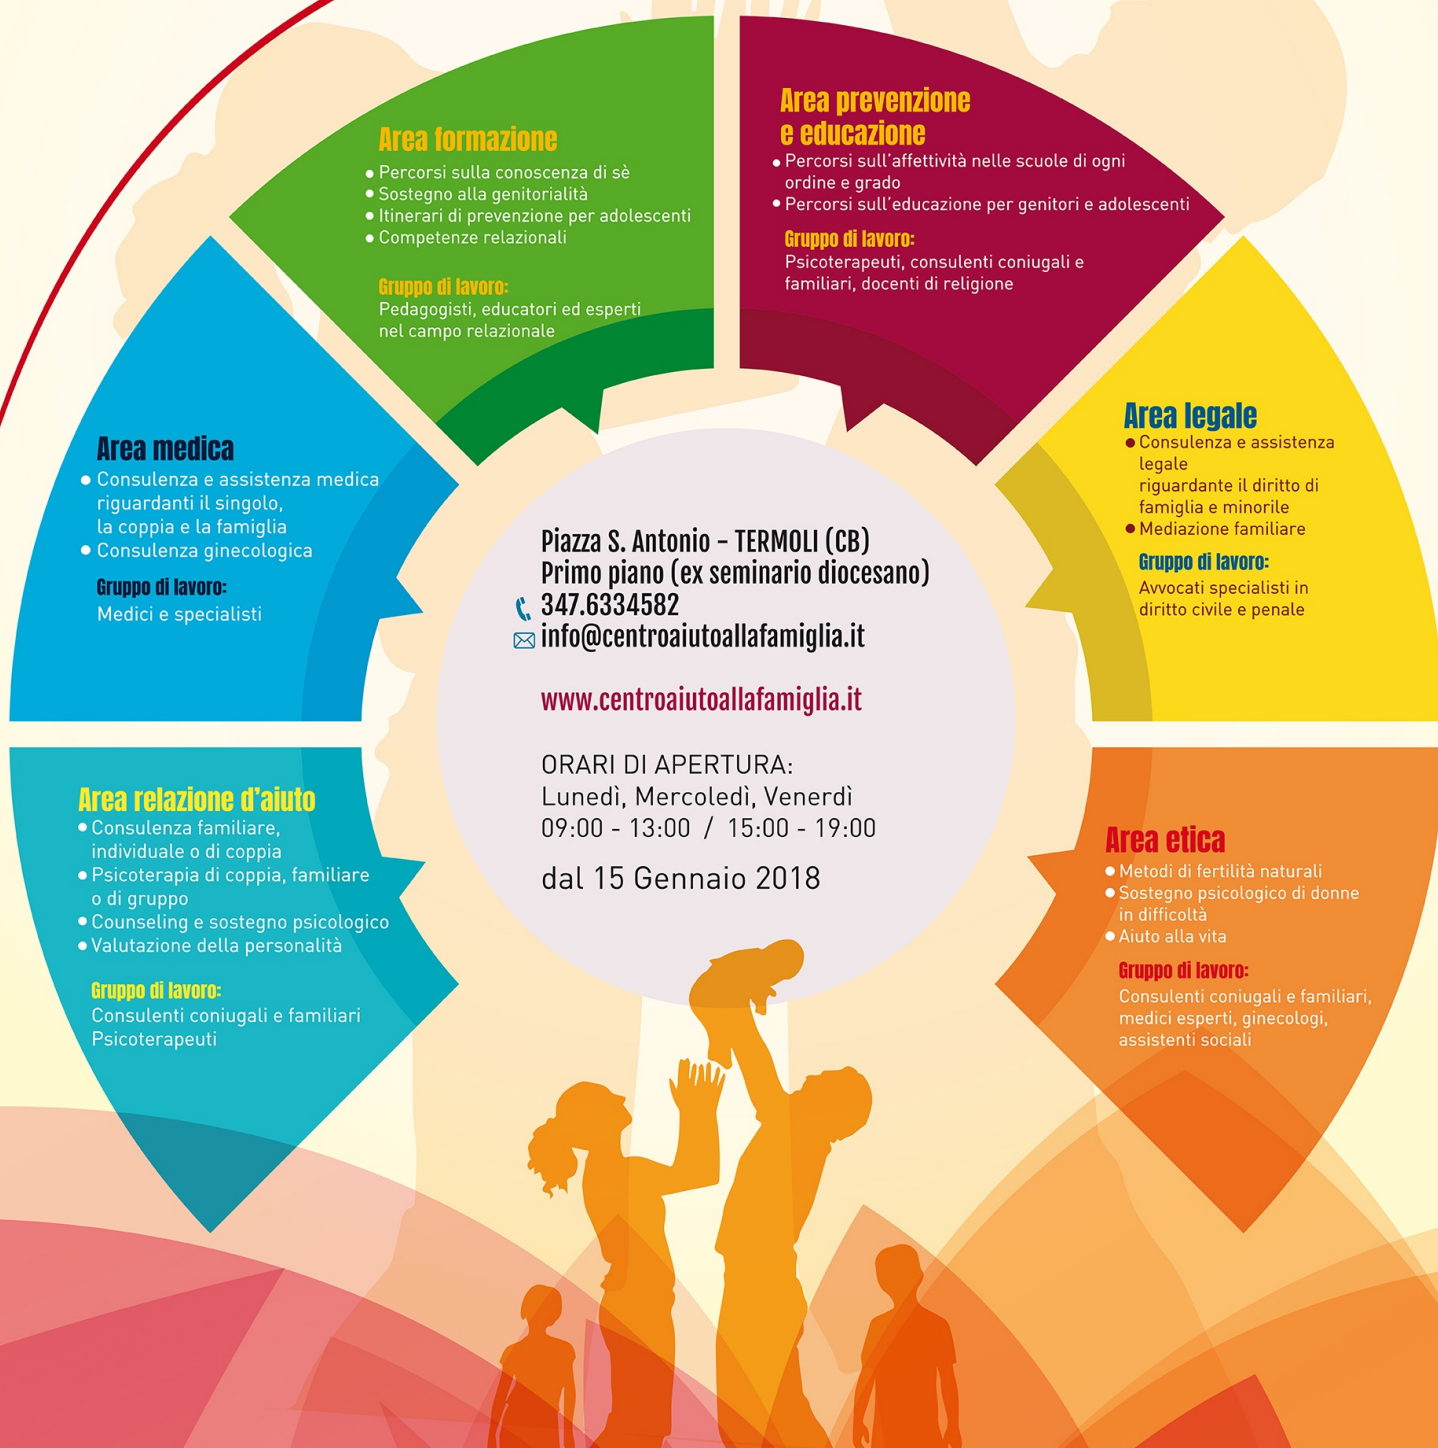 Area formazione
Percorsi sulla conoscenza di sè
Sostegno alla genitorialità
Itinerari di prevenzione per adolescenti
Competenze relazionali
Gruppo di lavoro:
Pedagogisti, educatori ed esperti
nel campo relazionale
Area prevenzione
e educazione
Percorsi sull'affettività nelle scuole di ogni
ordine e grado
Percorsi sull'educazione per genitori e adolescenti
Gruppo di lavoro:
Psicoterapeuti, consulenti coniugali e
familiari, docenti di religione
Area medica
Consulenza e assistenza medica
riguardanti il singolo,
la coppia e la famiglia
Consulenza ginecologica
Gruppo di lavoro:
Medici e specialisti
Area legale
Consulenza e assistenza
legale
riguardante il diritto di
famiglia e minorile
Mediazione familiare
Gruppo di lavoro:
Avvocati specialisti in
diritto civile e penale
Piazza S. Antonio - TERMOLI (CB)
Primo piano (ex seminario diocesano)
347.6334582
info@centroaiutoallafamiglia.it
www.centroaiutoallafamiglia.it
ORARI DI APERTURA:
Lunedì, Mercoledì, Venerdì
09:00 - 13:00 / 15:00 - 19:00
dal 15 Gennaio 2018
Area relazione d'aiuto
Consulenza familiare,
individuale o di coppia
Psicoterapia di coppia, familiare
o di gruppo
Counseling e sostegno psicologico
Valutazione della personalità
Gruppo di lavoro:
Consulenti coniugali e familiari
Psicoterapeuti
Area etica
Metodi di fertilità naturali
Sostegno psicologico di donne
in difficoltà
Aiuto alla vita
Gruppo di lavoro:
Consulenti coniugali e familiari,
medici esperti, ginecologi,
assistenti sociali